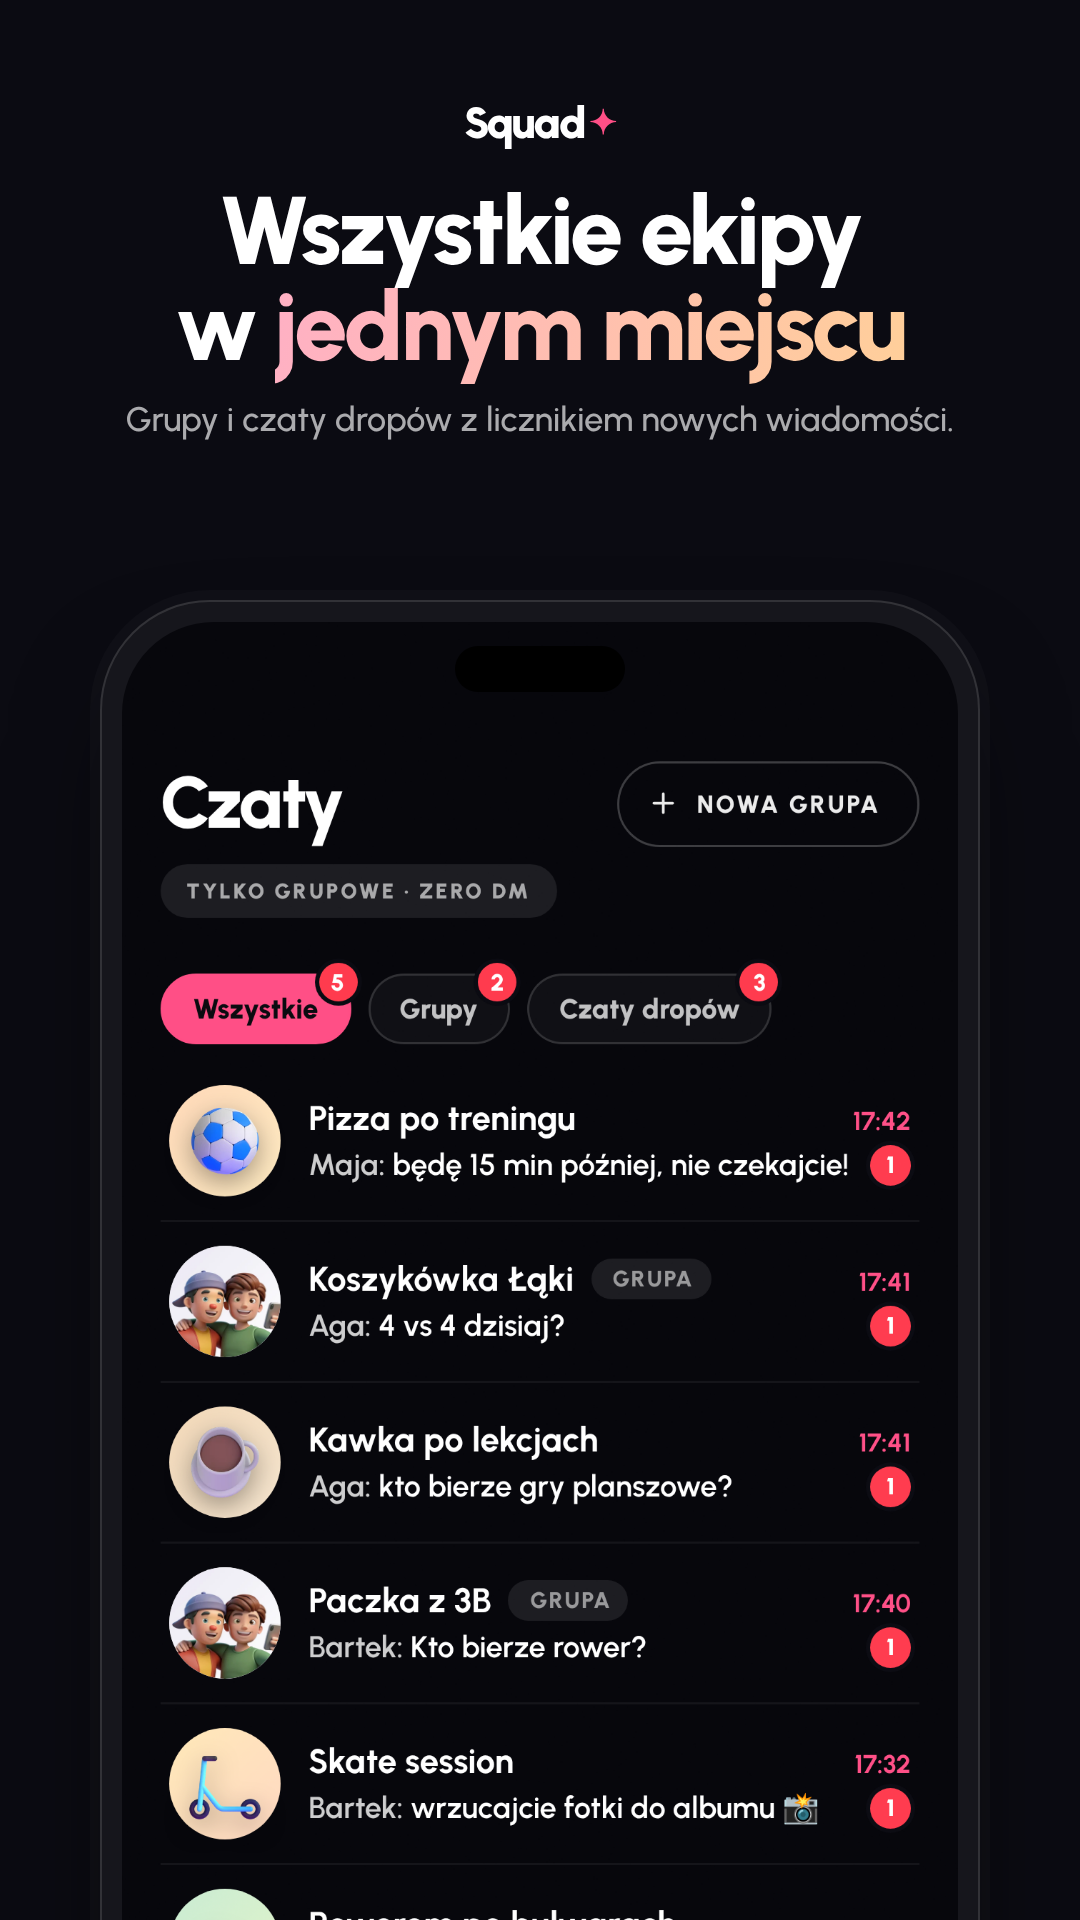 Squad
Wszystkie ekipy
w jednym miejscu
Grupy i czaty dropów z licznikiem nowych wiadomości.
Czaty
+ NOWA GRUPA
TYLKO GRUPOWE · ZERO DM
Wszystkie 5
Grupy 2
Czaty dropów 3
Pizza po treningu 17:42
Maja: będę 15 min później, nie czekajcie! 1
Koszykówka Łąki GRUPA 17:41
Aga: 4 vs 4 dzisiaj? 1
Kawka po lekcjach 17:41
Aga: kto bierze gry planszowe? 1
Paczka z 3B GRUPA 17:40
Bartek: Kto bierze rower? 1
Skate session 17:32
Bartek: wrzucajcie fotki do albumu 📸 1